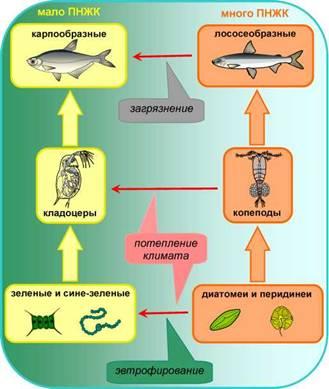 мало ПНЖК
много ПНЖК
карпообразные
лососеобразные
загрязнение
кладоцеры
копеподы
потепление
климата
зеленые и сине-зеленые
диатомеи и перидинеи
эвтрофирование